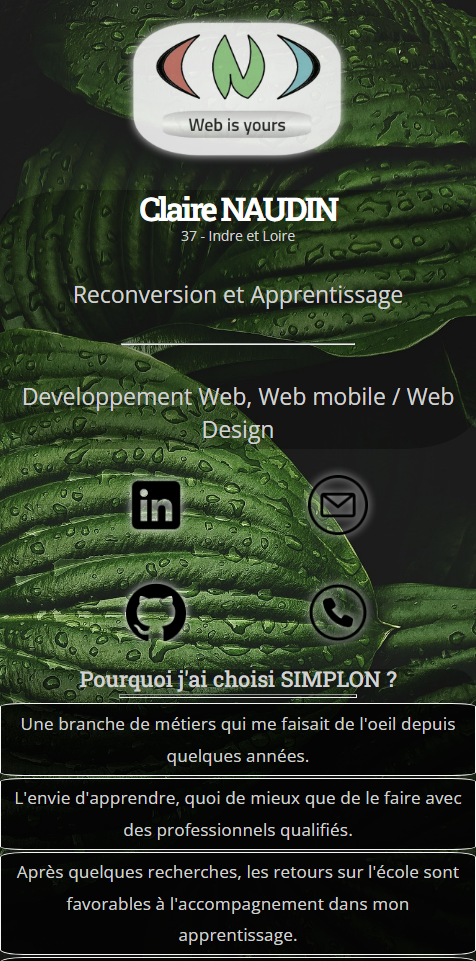 Web is yours
Claire NAUDIN
37 - Indre et Loire
Reconversion et Apprentissage
Developpement Web, Web mobile / Web
Design
in
Pourquoi j'ai choisi SIMPLON ?
Une branche de métiers qui me faisait de l'oeil depuis
quelques années.
L'envie d'apprendre, quoi de mieux que de le faire avec
des professionnels qualifiés.
Après quelques recherches, les retours sur l'école sont
favorables à l'accompagnement dans mon
apprentissage.